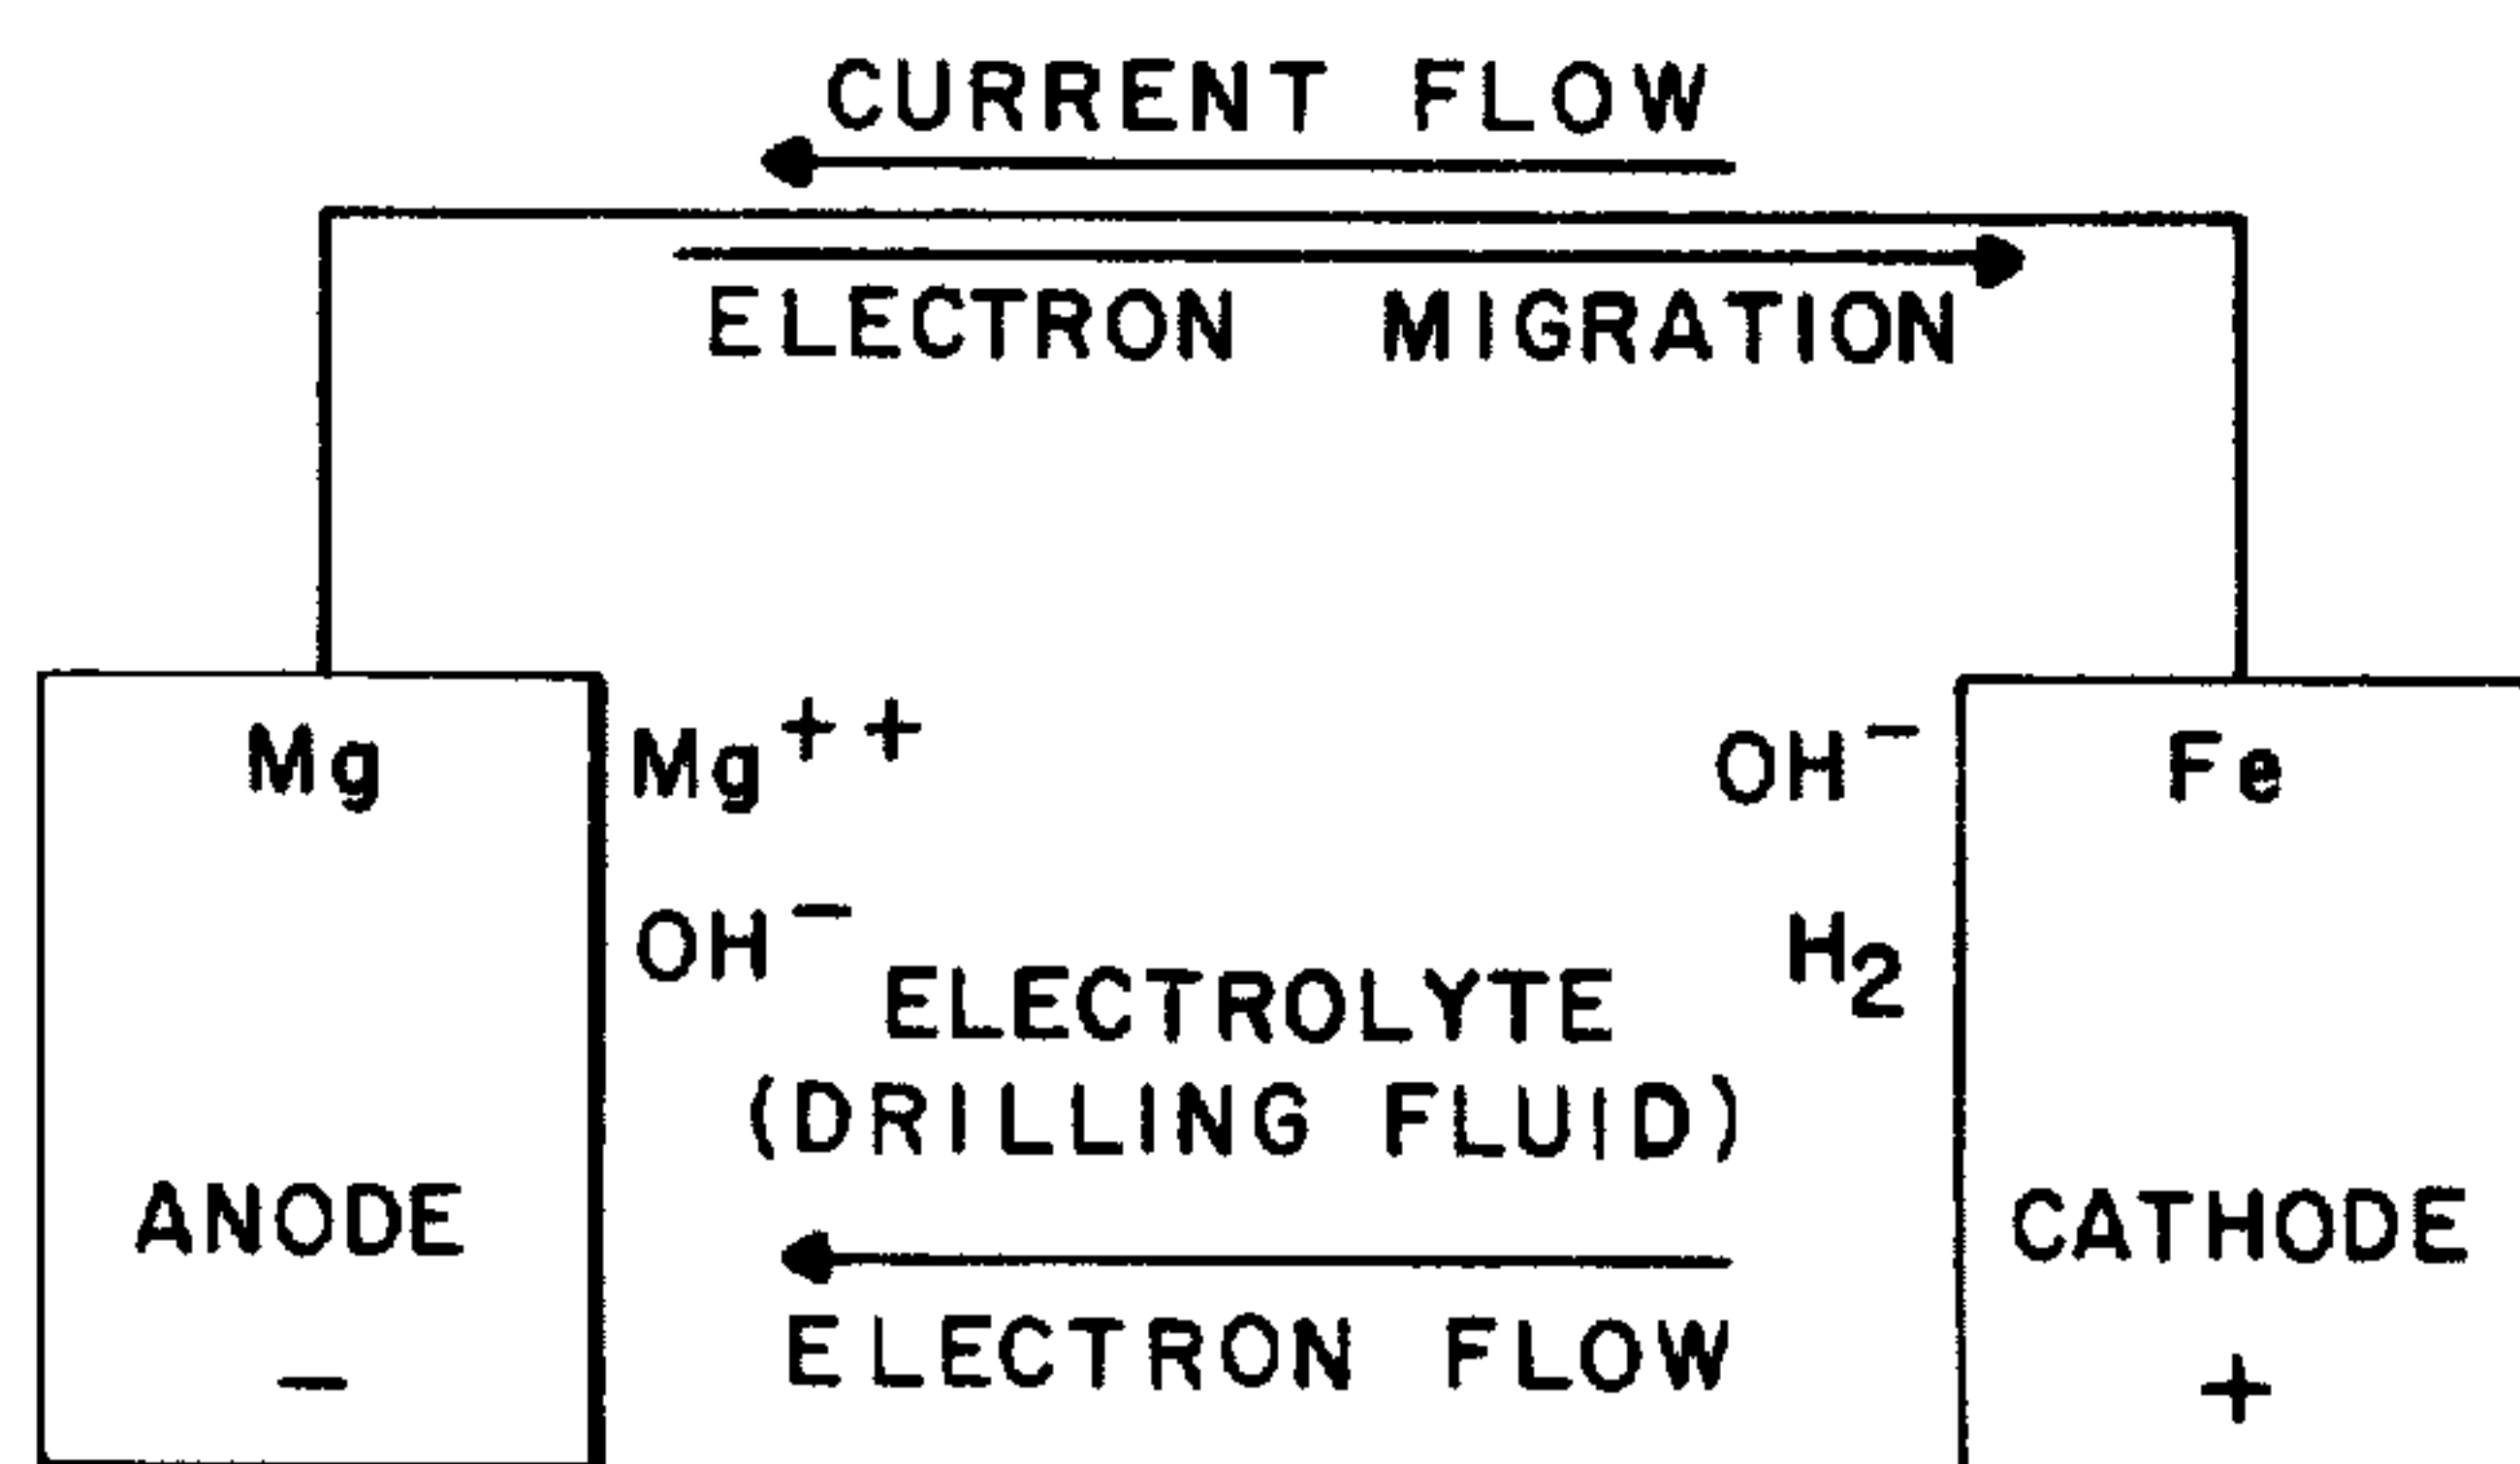 CURRENT FLOW
ELECTRON MIGRATION
Mg
Mg++
OH-
Fe
OH-
H2
ELECTROLYTE
(DRILLING FLUID)
ANODE
CATHODE
ELECTRON FLOW
-
+